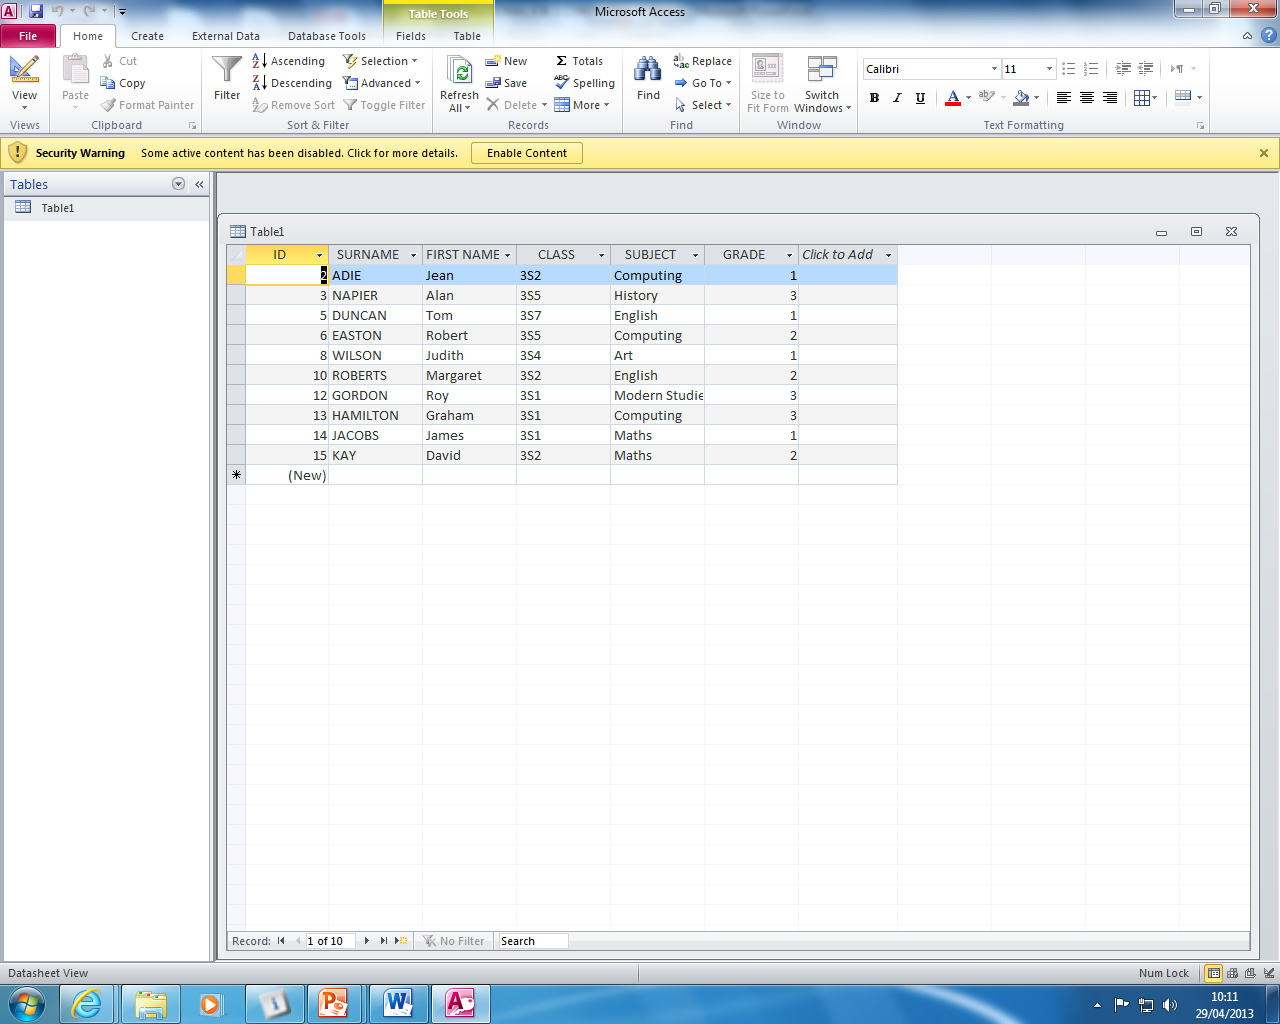 Table Tools
Microsoft Access
File Home Create External Data Database Tools Fields Table
View
Views
Paste
Cut
Copy
Format Painter
Clipboard
Filter
Ascending
Descending
Remove Sort
Selection
Advanced
Toggle Filter
Sort & Filter
Refresh
All
New
Save
Delete
Totals
Spelling
More
Records
Find
Replace
Go To
Select
Find
Size to
Fit Form
Switch
Windows
Window
Calibri 11
B I U A
Text Formatting
Security Warning Some active content has been disabled. Click for more details. Enable Content
Tables
Table1
Table1
ID SURNAME FIRST NAME CLASS SUBJECT GRADE Click to Add
2 ADIE Jean 3S2 Computing 1
3 NAPIER Alan 3S5 History 3
5 DUNCAN Tom 3S7 English 1
6 EASTON Robert 3S5 Computing 2
8 WILSON Judith 3S4 Art 1
10 ROBERTS Margaret 3S2 English 2
12 GORDON Roy 3S1 Modern Studie 3
13 HAMILTON Graham 3S1 Computing 3
14 JACOBS James 3S1 Maths 1
15 KAY David 3S2 Maths 2
(New)
Record: 1 of 10 No Filter Search
Datasheet View Num Lock
10:11
29/04/2013